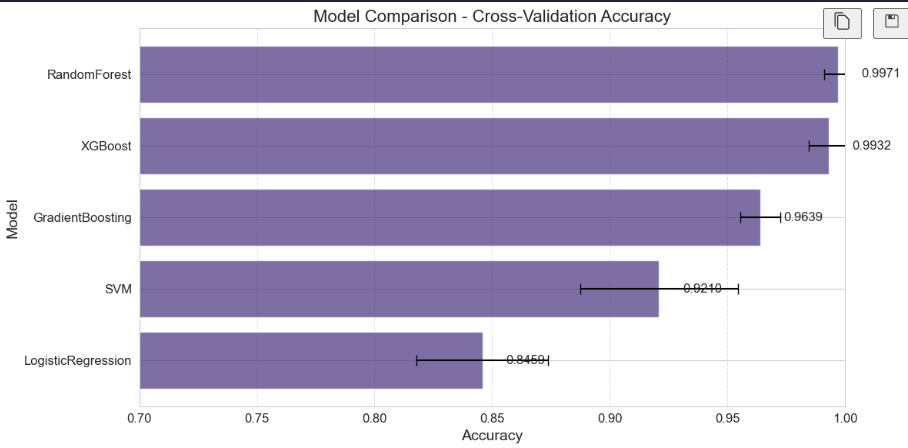 Model Comparison - Cross-Validation Accuracy
RandomForest
0.9971
XGBoost
0.9932
GradientBoosting
0.9639
SVM
0.9210
LogisticRegression
0.8459
Model
0.70 0.75 0.80 0.85 0.90 0.95 1.00
Accuracy